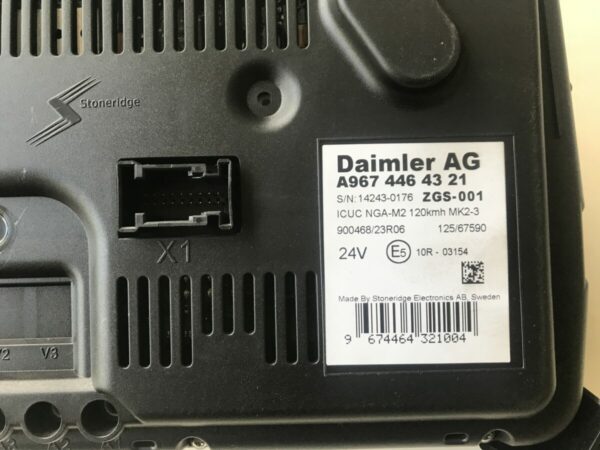 Stoneridge
Daimler AG
A967 446 43 21
S/N: 14243-0176 ZGS-001
ICUC NGA-M2 120kmh MK2-3
900468/23R06 125/67590
24V E5 10R - 03154
Made By Stoneridge Electronics AB, Sweden
9 674464 321004
X1
V2 V3